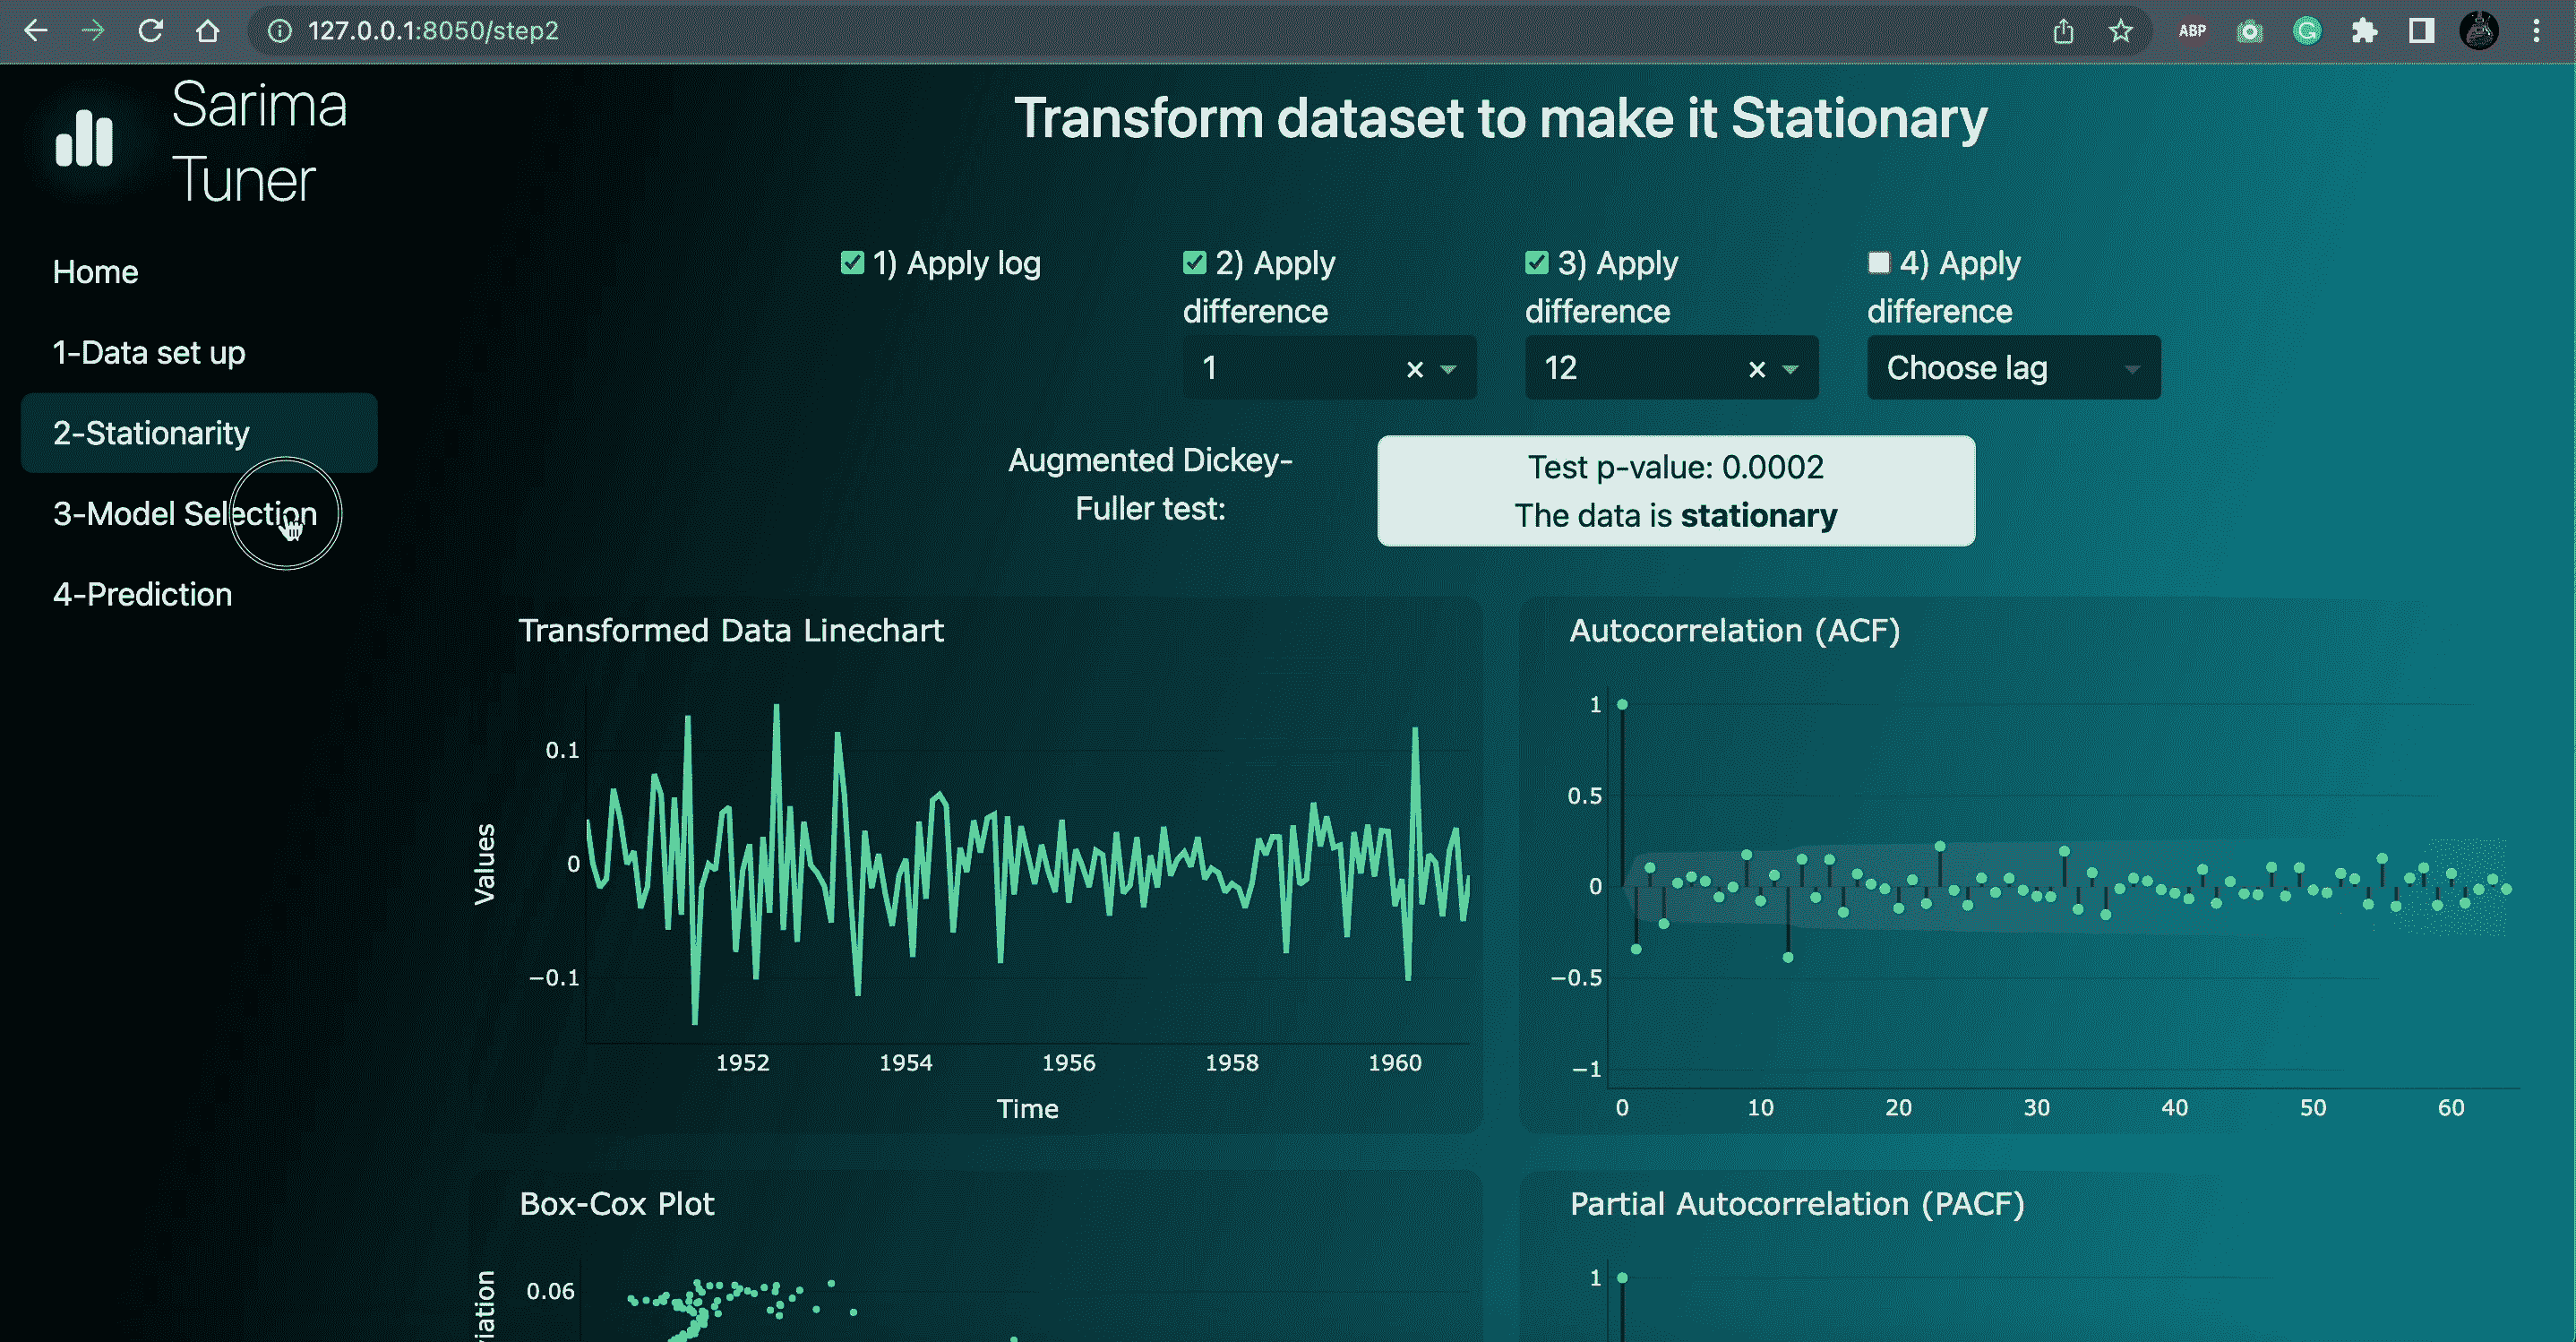 127.0.0.1:8050/step2
ABP
Sarima
Tuner
Home
1-Data set up
2-Stationarity
3-Model Selection
4-Prediction
Transform dataset to make it Stationary
1) Apply log
2) Apply
difference
1
3) Apply
difference
12
4) Apply
difference
Choose lag
Augmented Dickey-
Fuller test:
Test p-value: 0.0002
The data is stationary
Transformed Data Linechart
Values
0.1
0
−0.1
1952 1954 1956 1958 1960
Time
Autocorrelation (ACF)
1
0.5
0
−0.5
−1
0 10 20 30 40 50 60
Box-Cox Plot
0.06
Partial Autocorrelation (PACF)
1